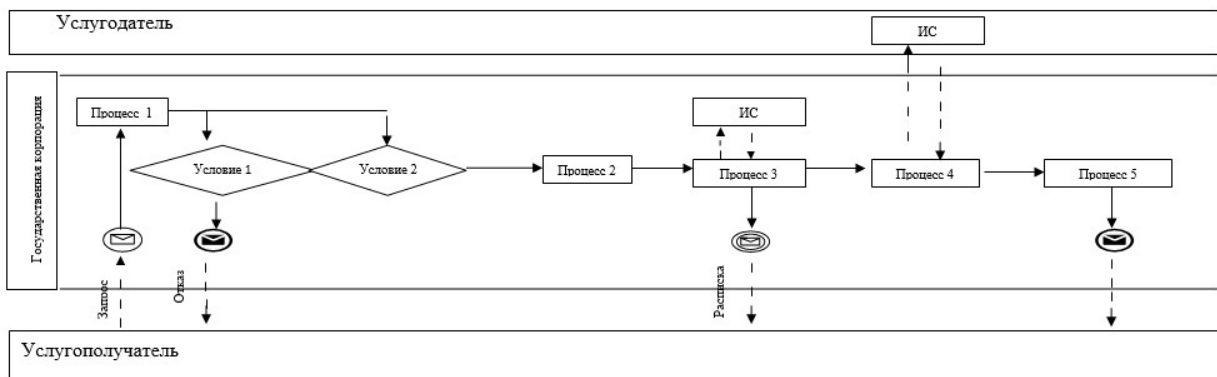 Услугодатель
ИС
Государственная корпорация
Процесс 1
ИС
Условие 1
Условие 2
Процесс 2
Процесс 3
Процесс 4
Процесс 5
Запрос
Отказ
Расписка
Услугополучатель